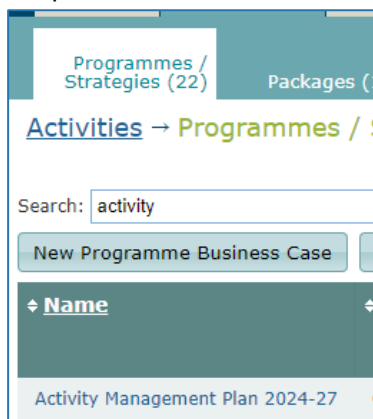 Programmes /
Strategies (22)
Packages (
Activities → Programmes /
Search: activity
New Programme Business Case
Name
Activity Management Plan 2024-27